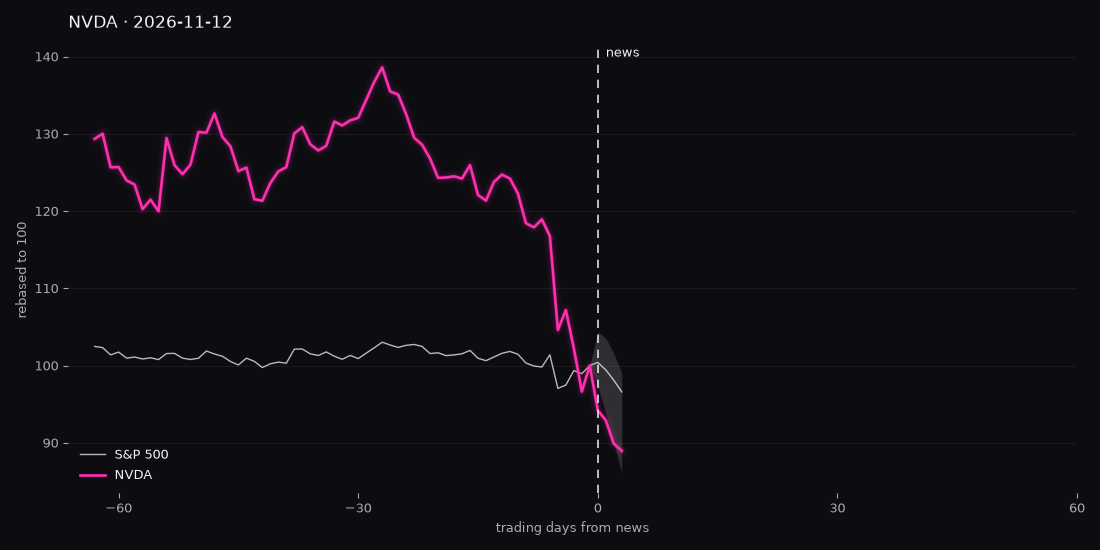 NVDA · 2026-11-12
news
140
130
120
110
100
90
rebased to 100
S&P 500
NVDA
−60
−30
0
30
60
trading days from news